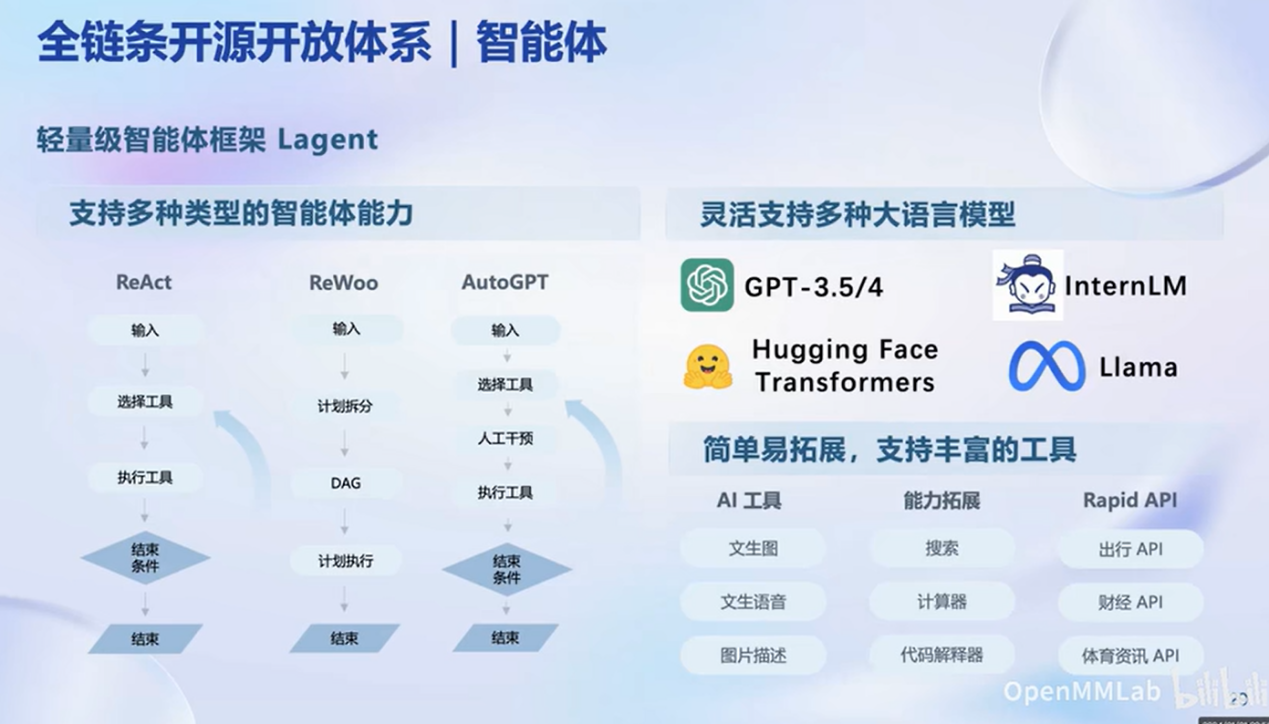 全链条开源开放体系 | 智能体
轻量级智能体框架 Lagent
支持多种类型的智能体能力
ReAct
输入
选择工具
执行工具
结束
条件
结束
ReWoo
输入
计划拆分
DAG
计划执行
结束
AutoGPT
输入
选择工具
人工干预
执行工具
结束
条件
结束
灵活支持多种大语言模型
GPT-3.5/4
InternLM
Hugging Face
Transformers
Llama
简单易拓展，支持丰富的工具
AI 工具
文生图
文生语音
图片描述
能力拓展
搜索
计算器
代码解释器
Rapid API
出行 API
财经 API
体育资讯 API
OpenMMLab
bilibili